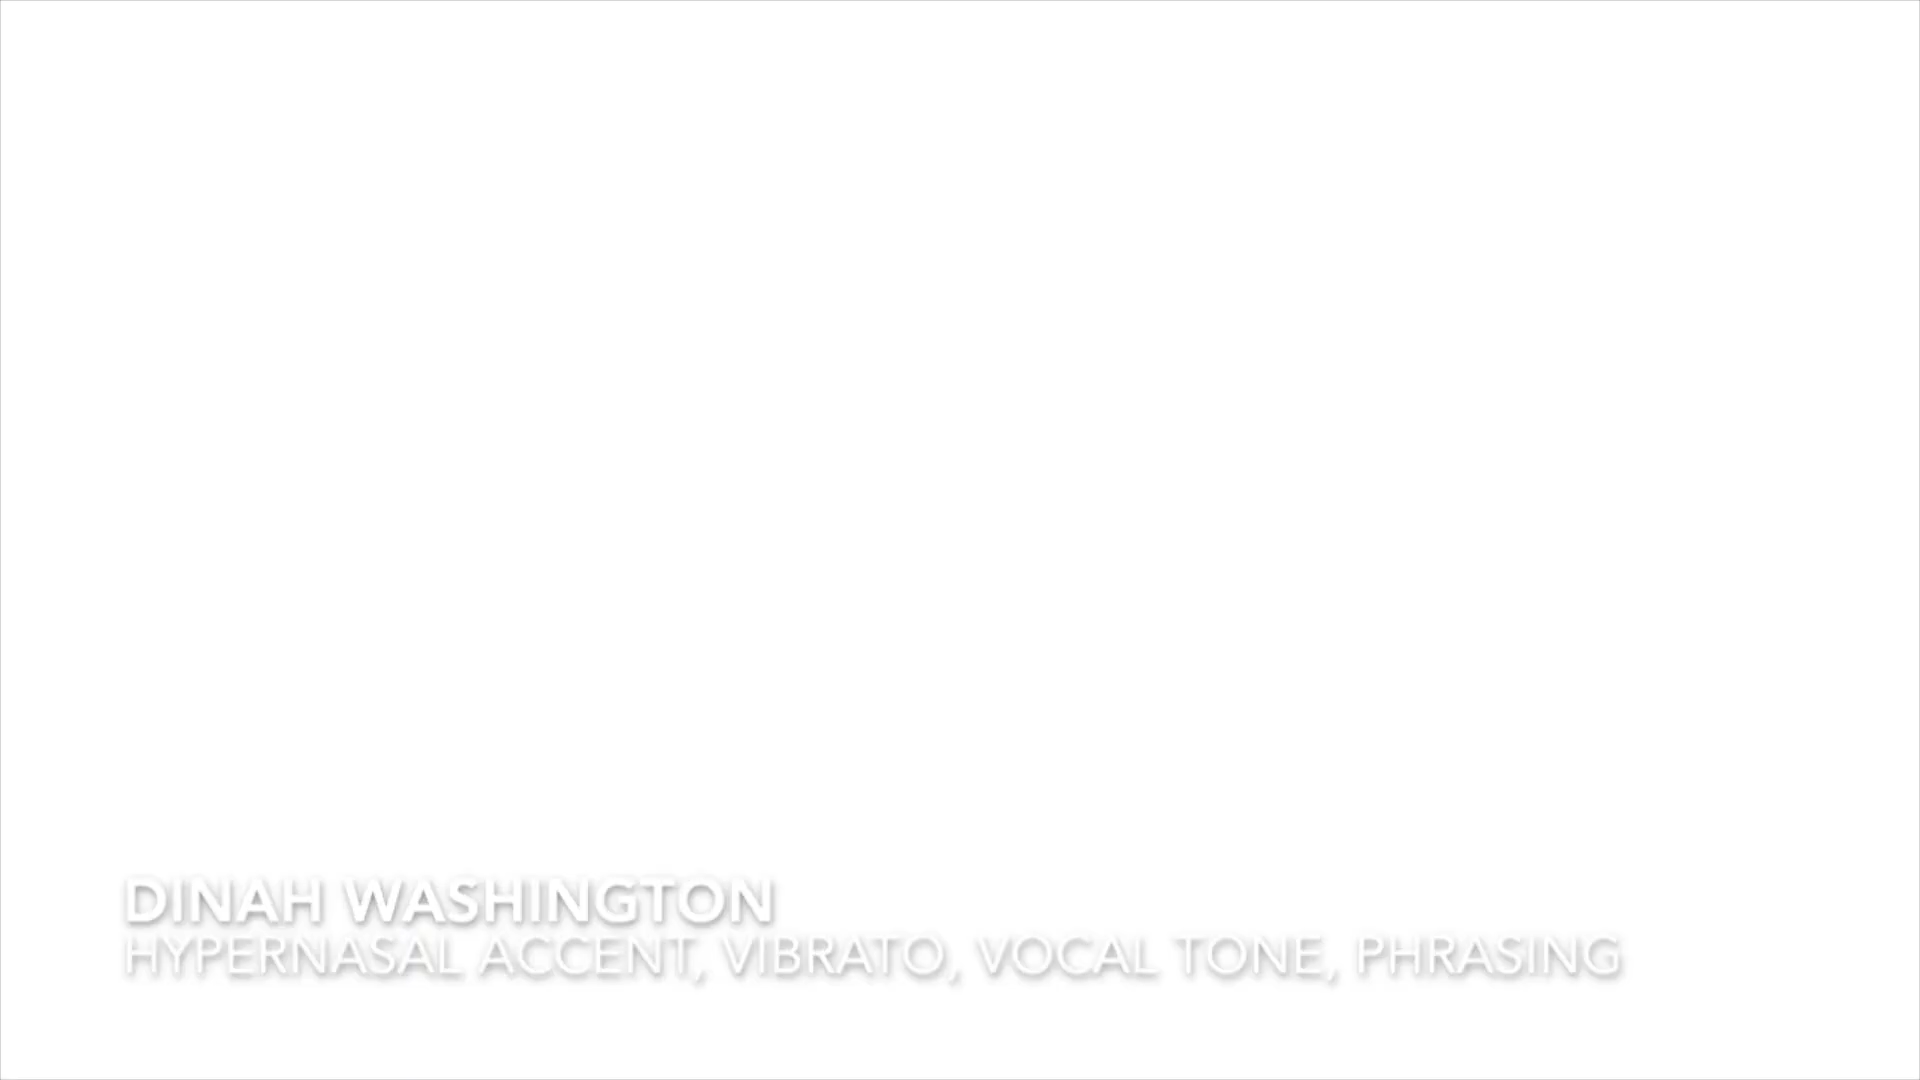 DINAH WASHINGTON
HYPERNASAL ACCENT, VIBRATO, VOCAL TONE, PHRASING